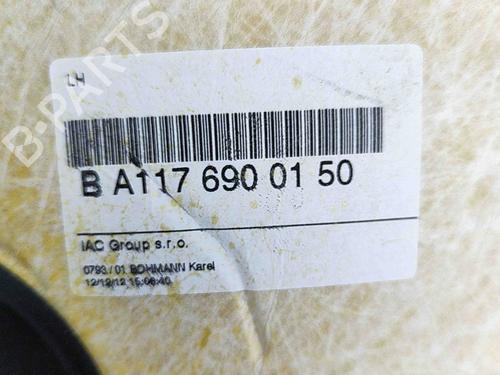 B-PARTS
LH
B A117 690 01 50
IAC Group s.r.o.
0793 / 01 BOHMANN Karel
12/12/12 15:06:40